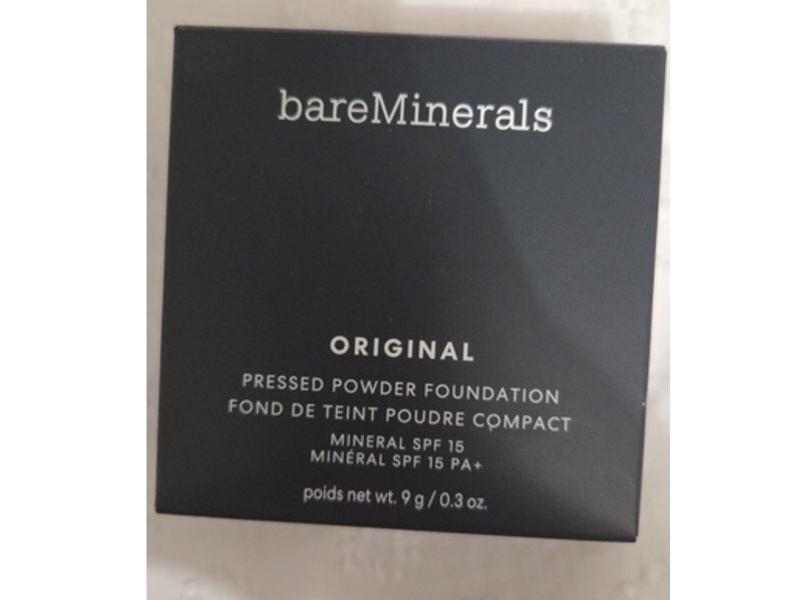 bareMinerals
ORIGINAL
PRESSED POWDER FOUNDATION
FOND DE TEINT POUDRE COMPACT
MINERAL SPF 15
MINÉRAL SPF 15 PA+
poids net wt. 9 g / 0.3 oz.